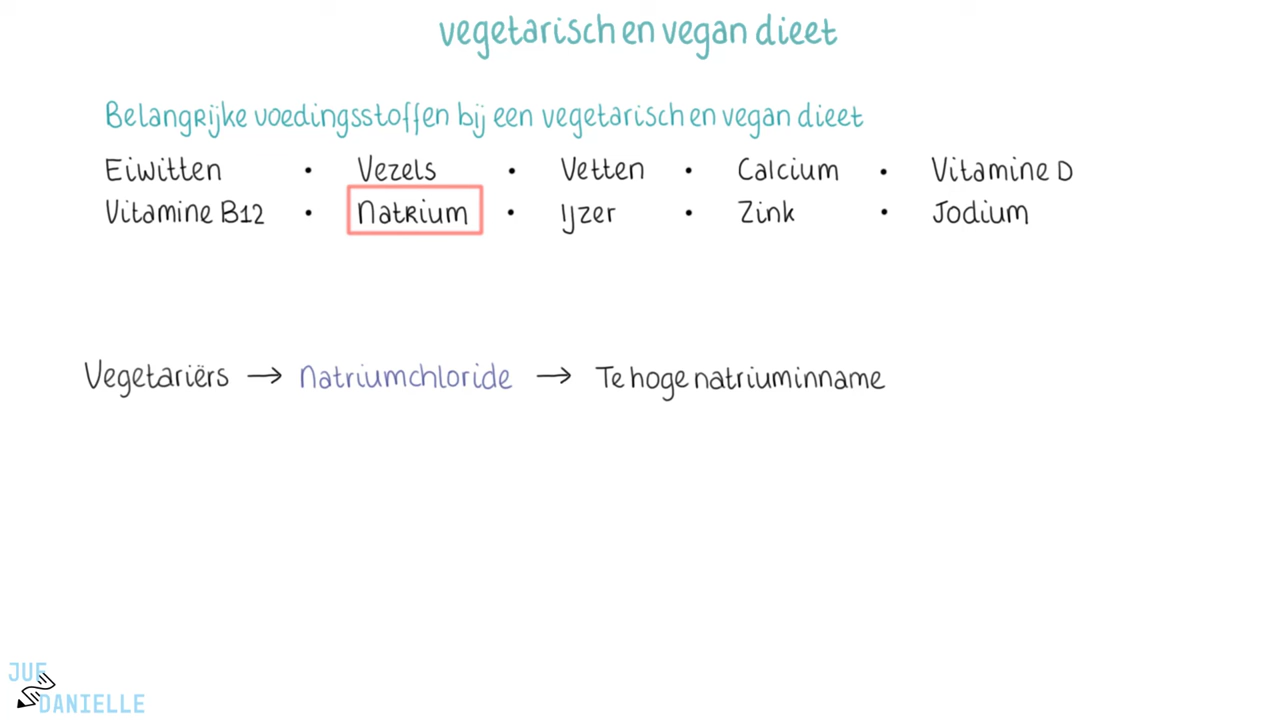 vegetarisch en vegan dieet
Belangrijke voedingsstoffen bij een vegetarisch en vegan dieet
Eiwitten • Vezels • Vetten • Calcium • Vitamine D
Vitamine B12 • Natrium • Ijzer • Zink • Jodium
Vegetariërs → Natriumchloride → Te hoge natriuminname
JUF
DANIELLE